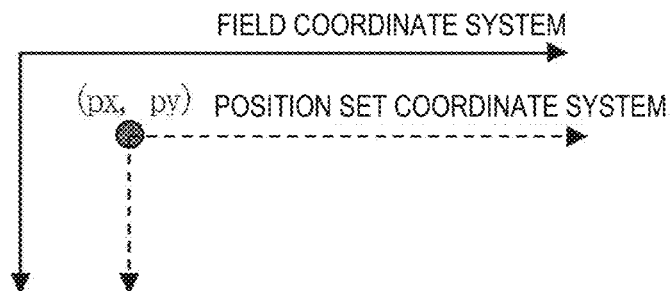 FIELD COORDINATE SYSTEM
(px, py) POSITION SET COORDINATE SYSTEM